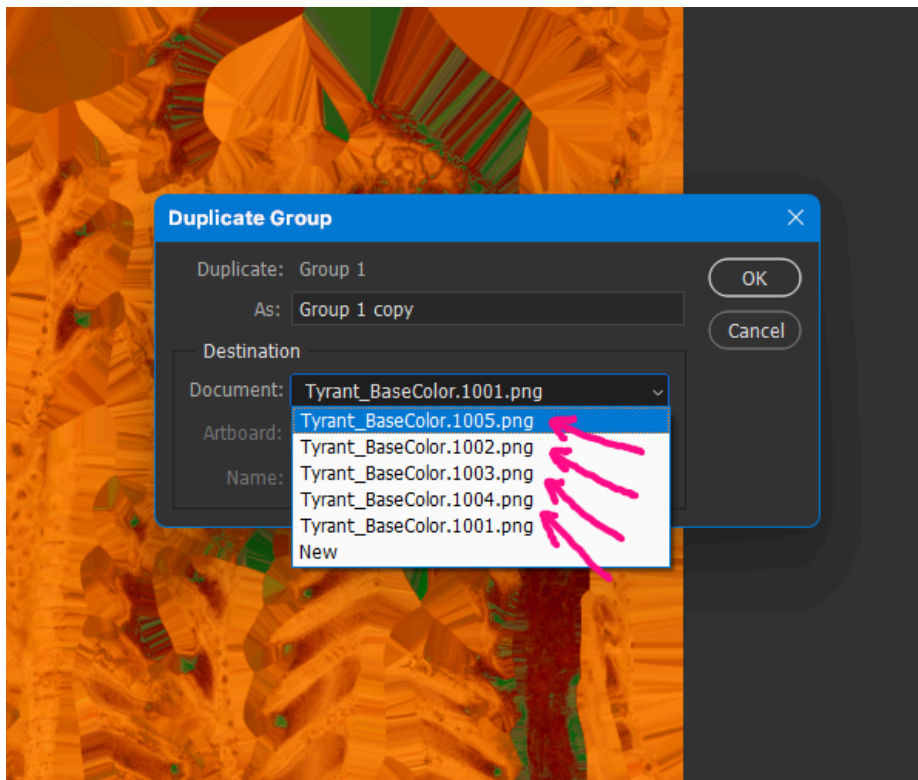 Duplicate Group
Duplicate: Group 1
OK
As: Group 1 copy
Cancel
Destination
Document: Tyrant_BaseColor.1001.png
Artboard:
Name:
Tyrant_BaseColor.1005.png
Tyrant_BaseColor.1002.png
Tyrant_BaseColor.1003.png
Tyrant_BaseColor.1004.png
Tyrant_BaseColor.1001.png
New